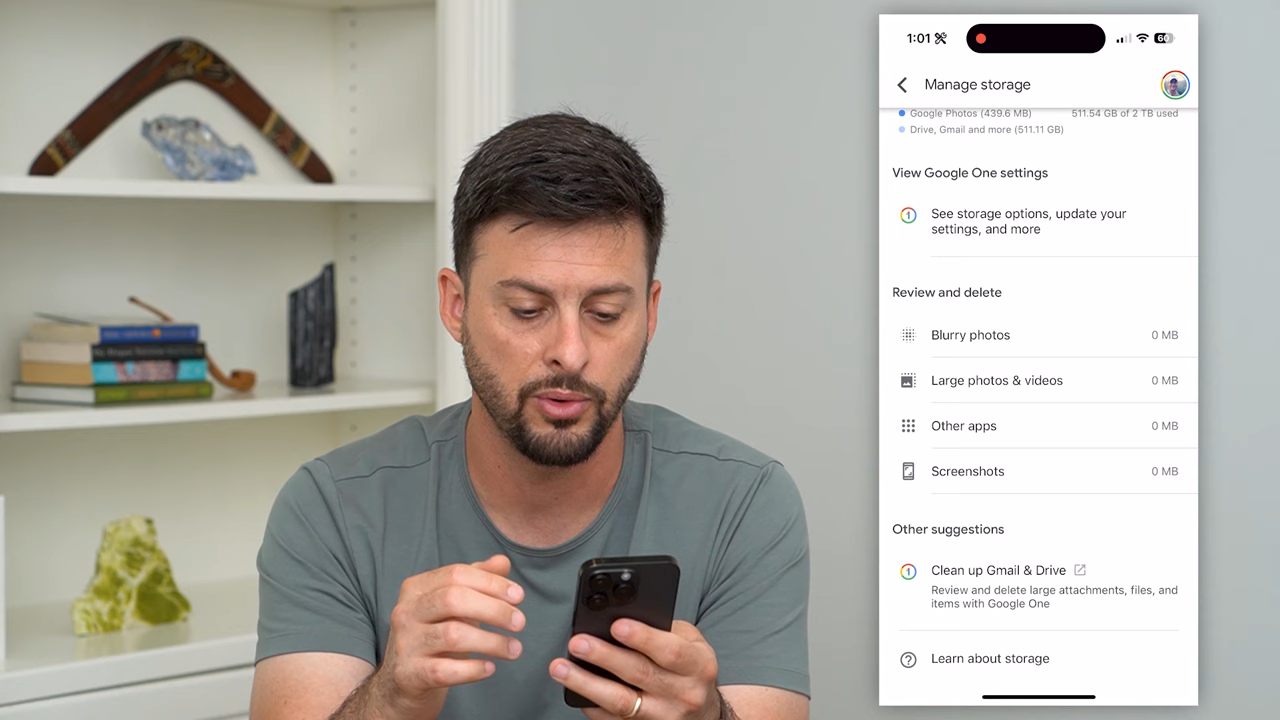 1:01
60
Manage storage
Google Photos (439.6 MB) 511.54 GB of 2 TB used
Drive, Gmail and more (511.11 GB)
View Google One settings
1 See storage options, update your
settings, and more
Review and delete
Blurry photos 0 MB
Large photos & videos 0 MB
Other apps 0 MB
Screenshots 0 MB
Other suggestions
1 Clean up Gmail & Drive
Review and delete large attachments, files, and
items with Google One
? Learn about storage